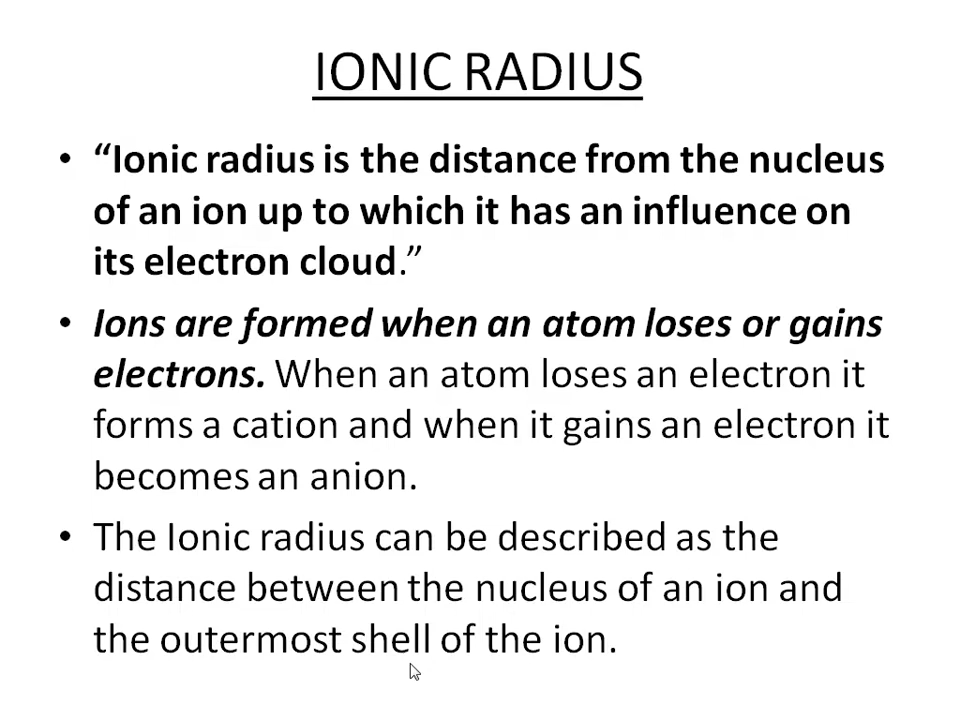 IONIC RADIUS
• “Ionic radius is the distance from the nucleus
of an ion up to which it has an influence on
its electron cloud.”
• Ions are formed when an atom loses or gains
electrons. When an atom loses an electron it
forms a cation and when it gains an electron it
becomes an anion.
• The Ionic radius can be described as the
distance between the nucleus of an ion and
the outermost shell of the ion.